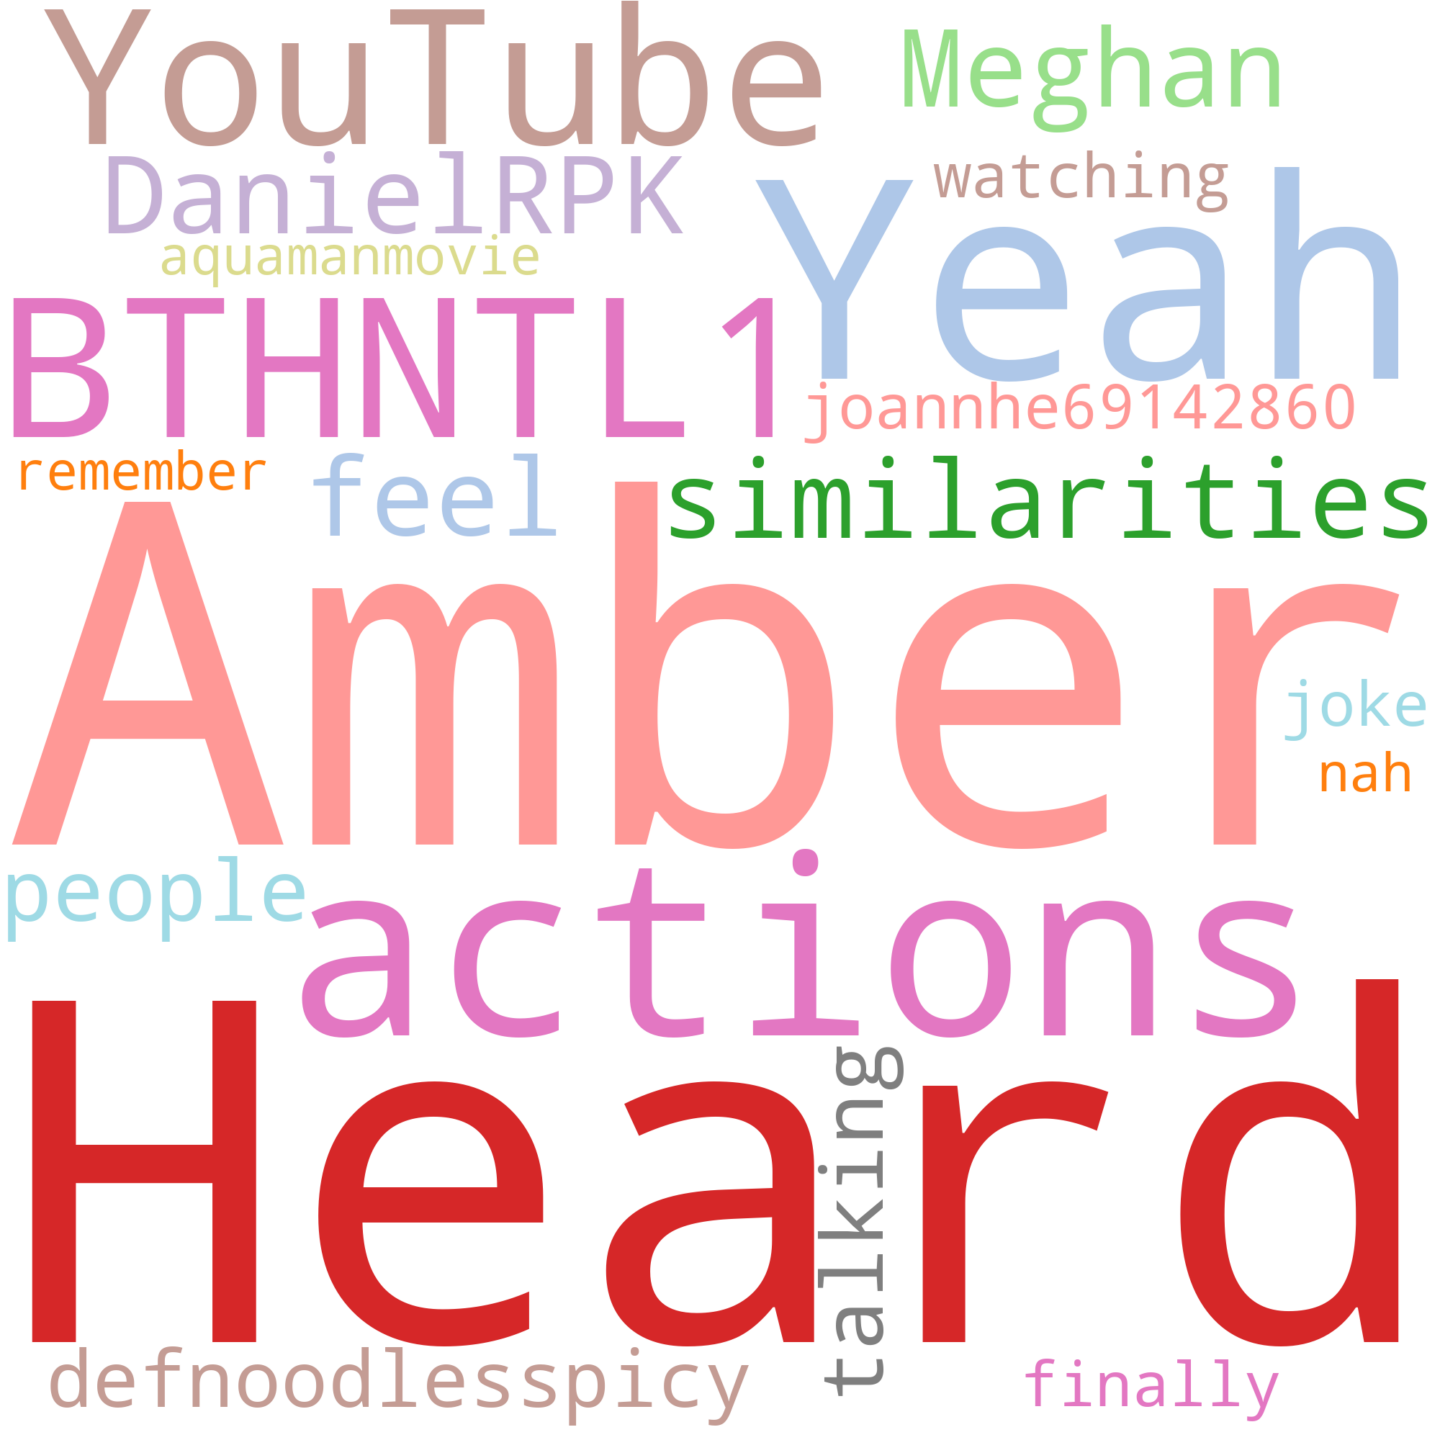 YouTube
Meghan
DanielRPK
watching
Yeah
aquamanmovie
BTHNTL1
joannhe69142860
remember
feel
similarities
Amber
joke
nah
people
actions
Heard
talking
defnoodlesspicy
finally